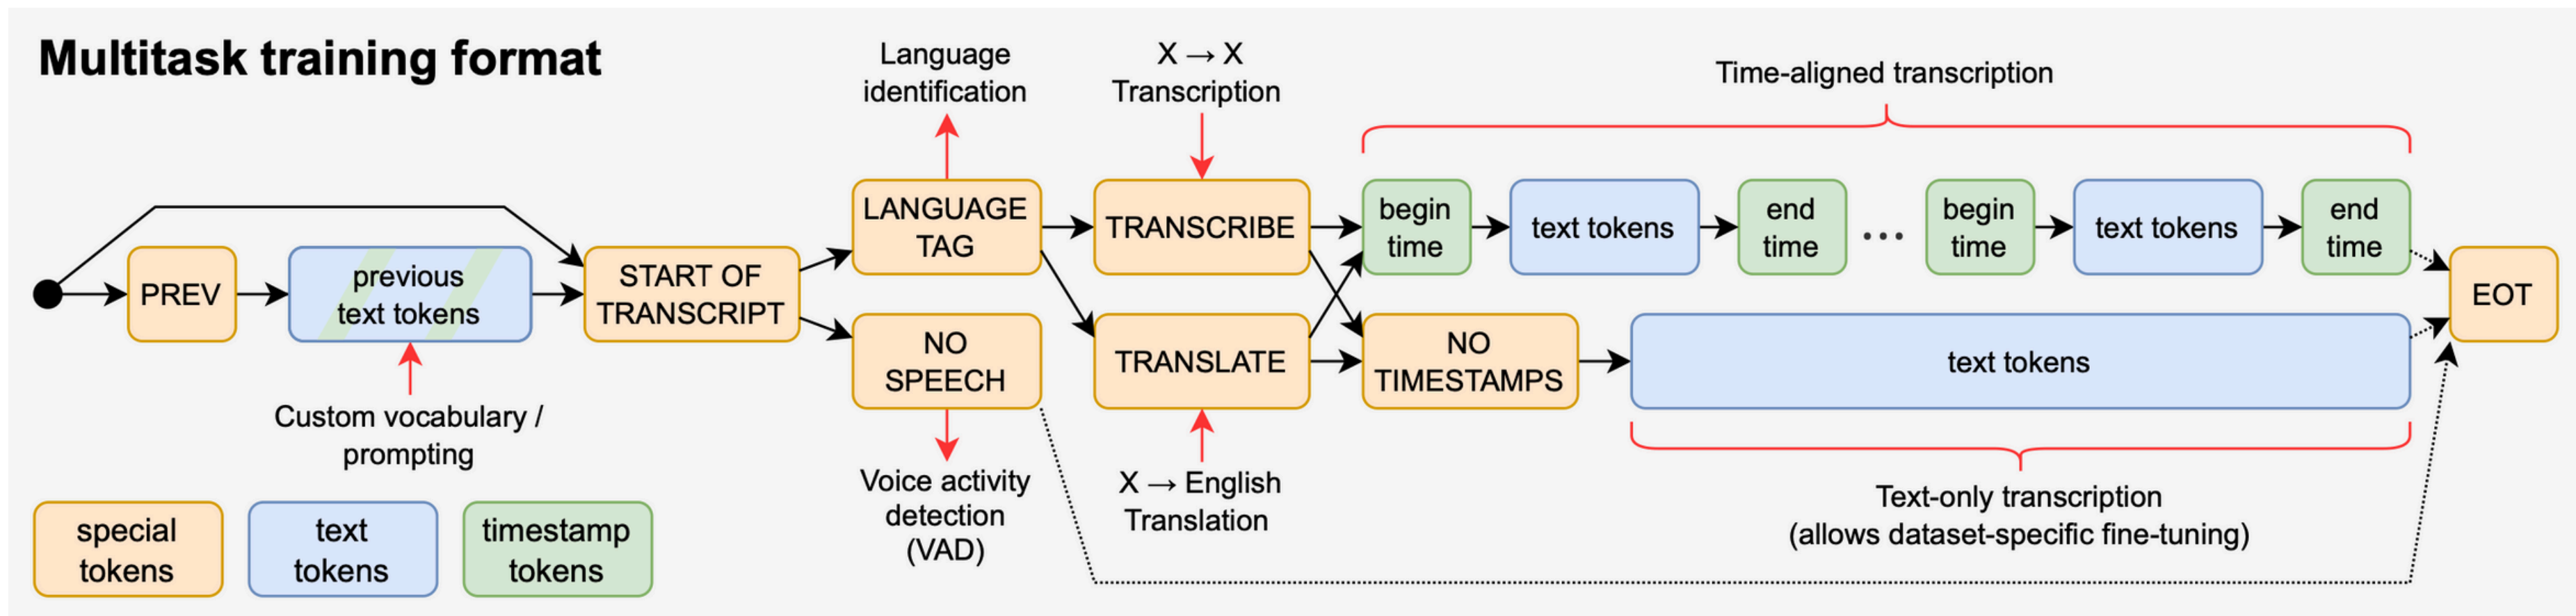 Multitask training format
Language
identification
X → X
Transcription
Time-aligned transcription
PREV
previous
text tokens
START OF
TRANSCRIPT
LANGUAGE
TAG
NO
SPEECH
TRANSCRIBE
TRANSLATE
begin
time
text tokens
end
time
...
begin
time
text tokens
end
time
NO
TIMESTAMPS
text tokens
EOT
Custom vocabulary /
prompting
Voice activity
detection
(VAD)
X → English
Translation
Text-only transcription
(allows dataset-specific fine-tuning)
special
tokens
text
tokens
timestamp
tokens